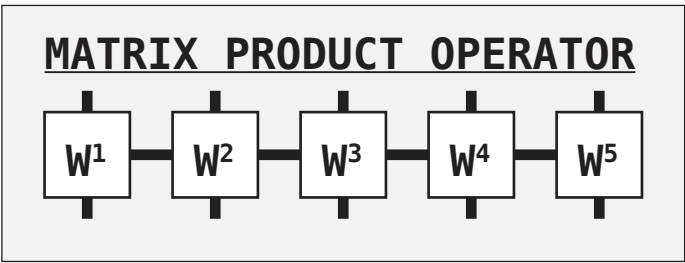 MATRIX PRODUCT OPERATOR
W¹ W² W³ W⁴ W⁵